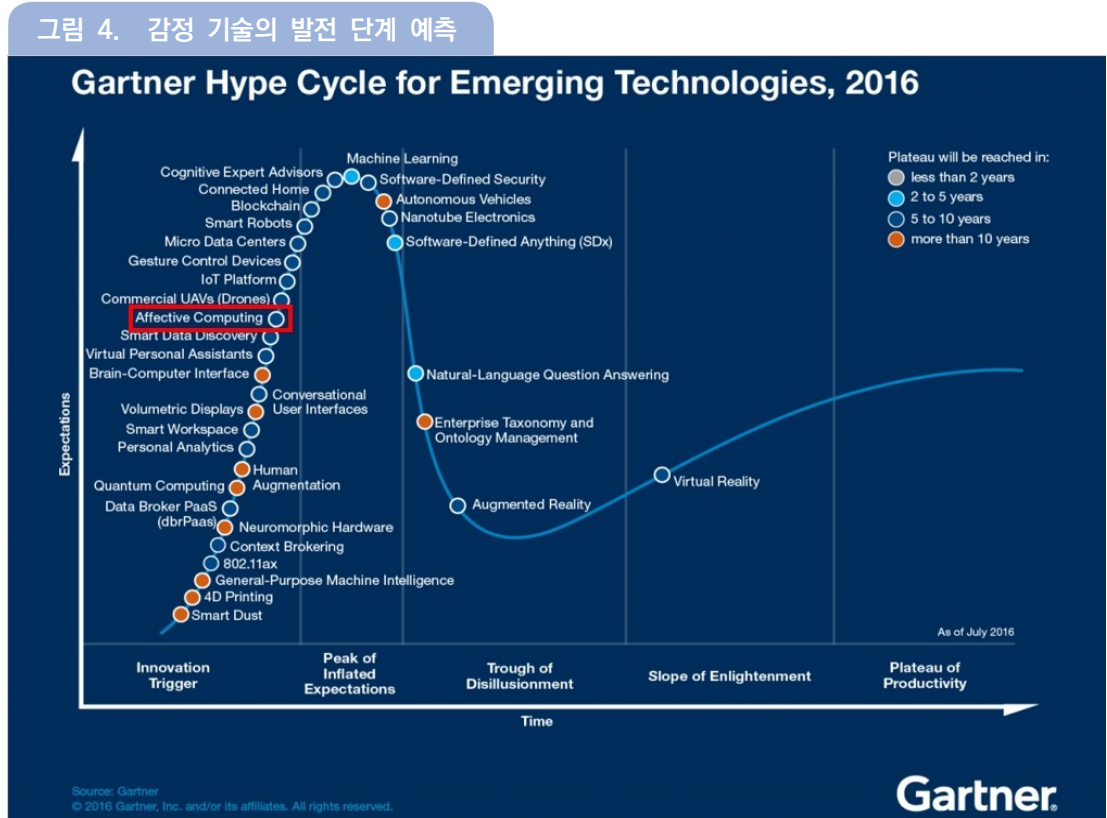 그림 4. 감정 기술의 발전 단계 예측
Gartner Hype Cycle for Emerging Technologies, 2016
Plateau will be reached in:
less than 2 years
2 to 5 years
5 to 10 years
more than 10 years
Expectations
Machine Learning
Cognitive Expert Advisors
Software-Defined Security
Connected Home
Autonomous Vehicles
Blockchain
Nanotube Electronics
Smart Robots
Micro Data Centers
Software-Defined Anything (SDx)
Gesture Control Devices
IoT Platform
Commercial UAVs (Drones)
Affective Computing
Smart Data Discovery
Virtual Personal Assistants
Brain-Computer Interface
Natural-Language Question Answering
Conversational
User Interfaces
Volumetric Displays
Enterprise Taxonomy and
Ontology Management
Smart Workspace
Personal Analytics
Human
Augmentation
Virtual Reality
Quantum Computing
Augmented Reality
Data Broker PaaS
(dbrPaas)
Neuromorphic Hardware
Context Brokering
802.11ax
General-Purpose Machine Intelligence
4D Printing
Smart Dust
As of July 2016
Innovation
Trigger
Peak of
Inflated
Expectations
Trough of
Disillusionment
Slope of Enlightenment
Plateau of
Productivity
Time
Source: Gartner
© 2016 Gartner, Inc. and/or its affiliates. All rights reserved.
Gartner®